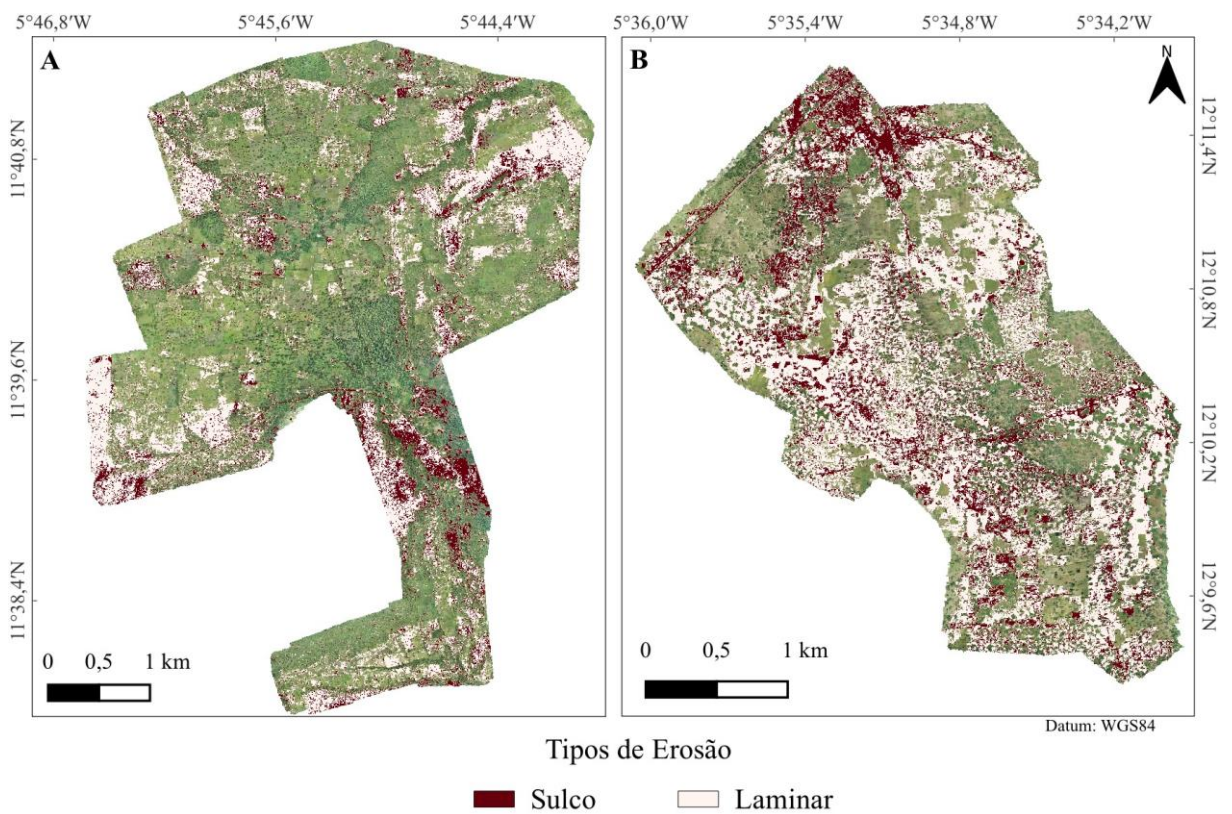 5°46,8′W 5°45,6′W 5°44,4′W 5°36,0′W 5°35,4′W 5°34,8′W 5°34,2′W
A
B
N
11°40,8′N
11°39,6′N
11°38,4′N
12°11,4′N
12°10,8′N
12°10,2′N
12°9,6′N
0 0,5 1 km
0 0,5 1 km
Datum: WGS84
Tipos de Erosão
Sulco Laminar